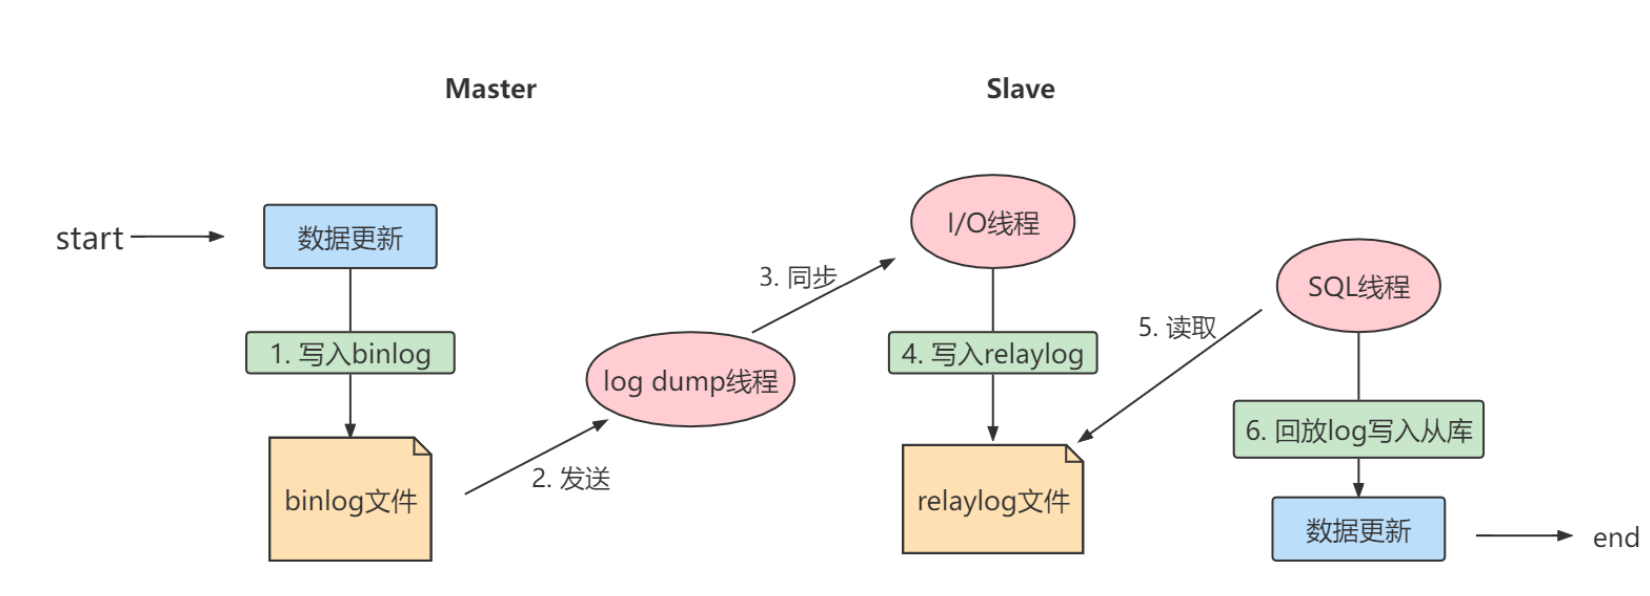 Master
Slave
start
数据更新
1. 写入binlog
binlog文件
2. 发送
log dump线程
3. 同步
I/O线程
4. 写入relaylog
relaylog文件
5. 读取
SQL线程
6. 回放log写入从库
数据更新
end